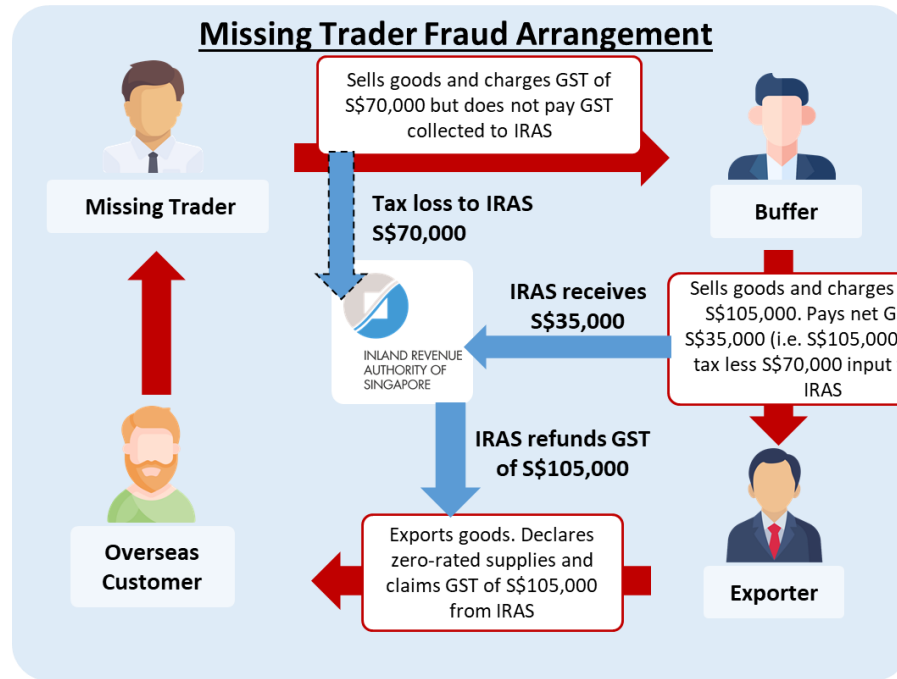 Missing Trader Fraud Arrangement
Sells goods and charges GST of
S$70,000 but does not pay GST
collected to IRAS
Missing Trader
Buffer
Tax loss to IRAS
S$70,000
IRAS receives
S$35,000
Sells goods and charges
S$105,000. Pays net G
S$35,000 (i.e. S$105,000
tax less S$70,000 input
IRAS
INLAND REVENUE
AUTHORITY OF
SINGAPORE
IRAS refunds GST
of S$105,000
Overseas
Customer
Exports goods. Declares
zero-rated supplies and
claims GST of S$105,000
from IRAS
Exporter